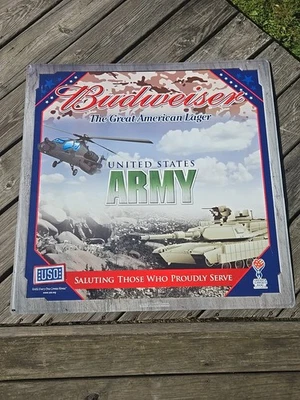 Budweiser
The Great American Lager
UNITED STATES
ARMY
USO
SALUTING THOSE WHO PROUDLY SERVE